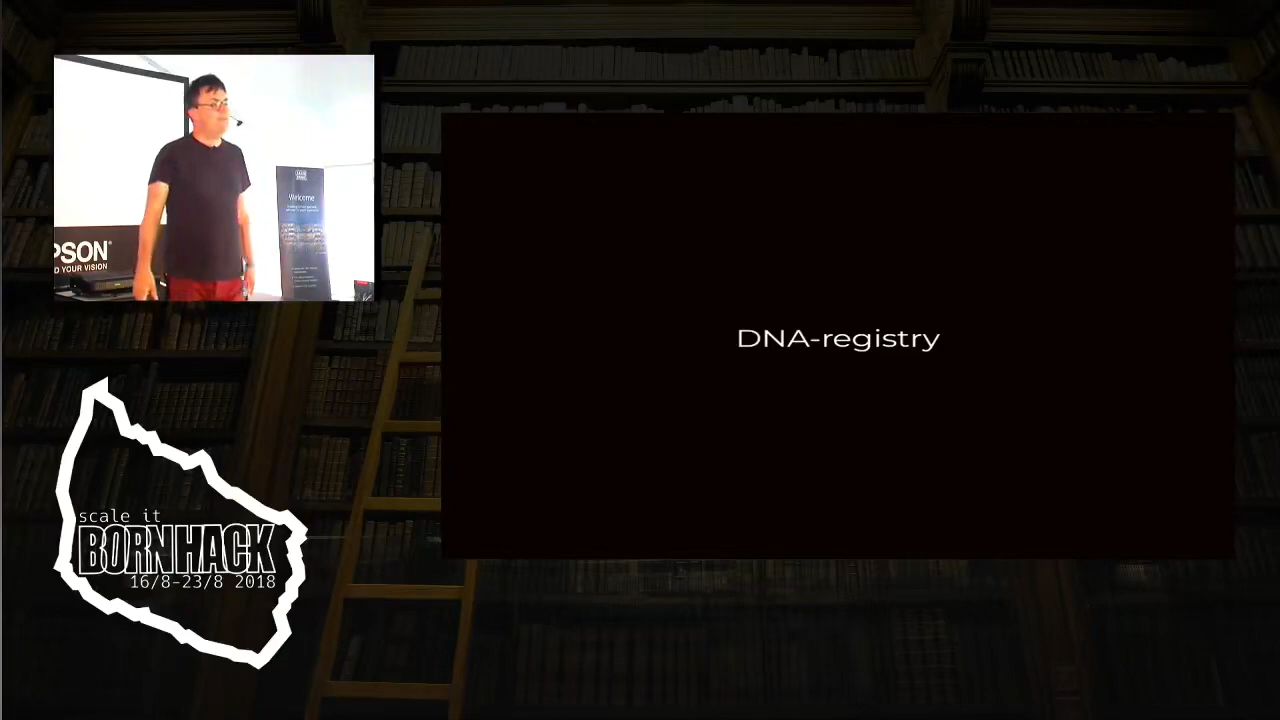 Welcome
PSON
D YOUR VISION
DNA-registry
scale it
BORNHACK
16/8-23/8 2018